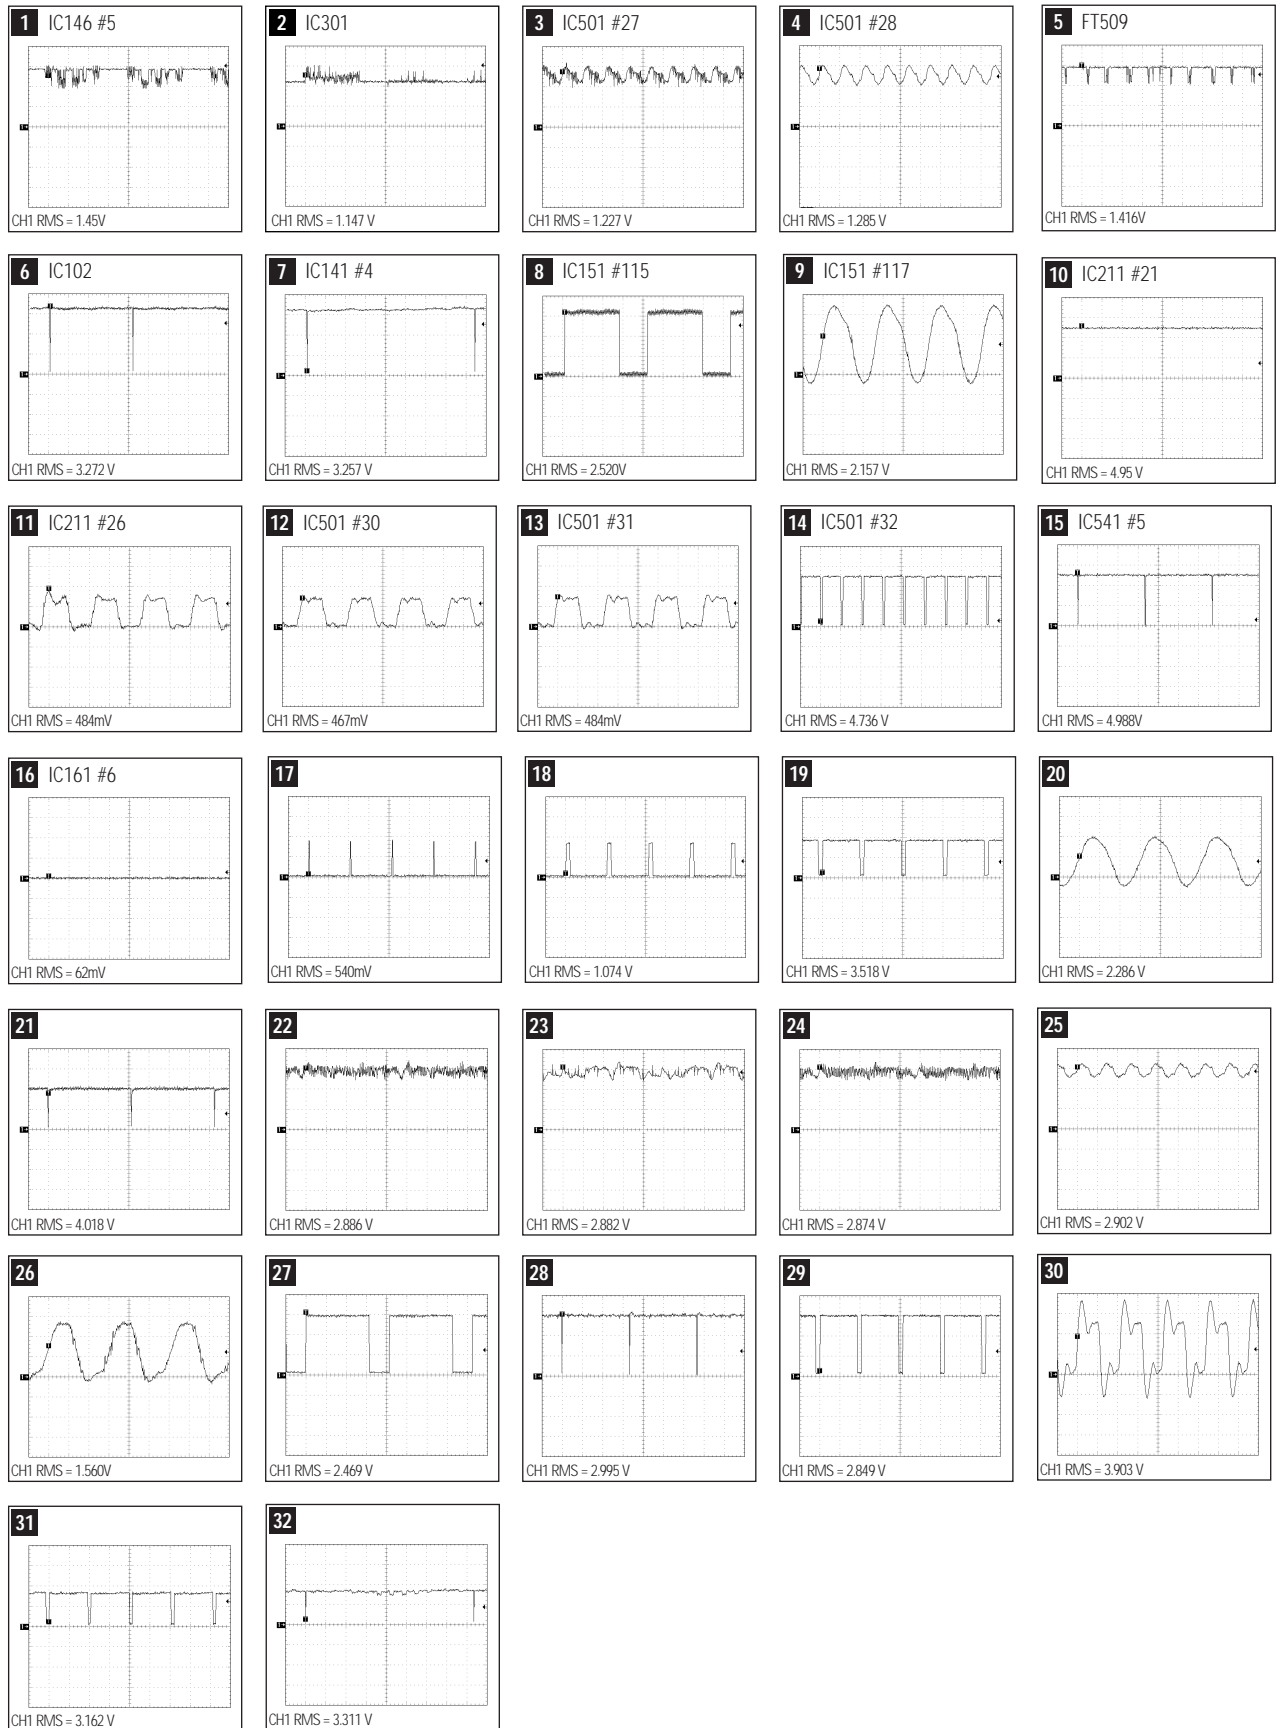 1 IC146 #5
CH1 RMS = 1.45V
2 IC301
CH1 RMS = 1.147 V
3 IC501 #27
CH1 RMS = 1.227 V
4 IC501 #28
CH1 RMS = 1.285 V
5 FT509
CH1 RMS = 1.416V
6 IC102
CH1 RMS = 3.272 V
7 IC141 #4
CH1 RMS = 3.257 V
8 IC151 #115
CH1 RMS = 2.520V
9 IC151 #117
CH1 RMS = 2.157 V
10 IC211 #21
CH1 RMS = 4.95 V
11 IC211 #26
CH1 RMS = 484mV
12 IC501 #30
CH1 RMS = 467mV
13 IC501 #31
CH1 RMS = 484mV
14 IC501 #32
CH1 RMS = 4.736 V
15 IC541 #5
CH1 RMS = 4.988V
16 IC161 #6
CH1 RMS = 62mV
17
CH1 RMS = 540mV
18
CH1 RMS = 1.074 V
19
CH1 RMS = 3.518 V
20
CH1 RMS = 2.286 V
21
CH1 RMS = 4.018 V
22
CH1 RMS = 2.886 V
23
CH1 RMS = 2.882 V
24
CH1 RMS = 2.874 V
25
CH1 RMS = 2.902 V
26
CH1 RMS = 1.560V
27
CH1 RMS = 2.469 V
28
CH1 RMS = 2.995 V
29
CH1 RMS = 2.849 V
30
CH1 RMS = 3.903 V
31
CH1 RMS = 3.162 V
32
CH1 RMS = 3.311 V